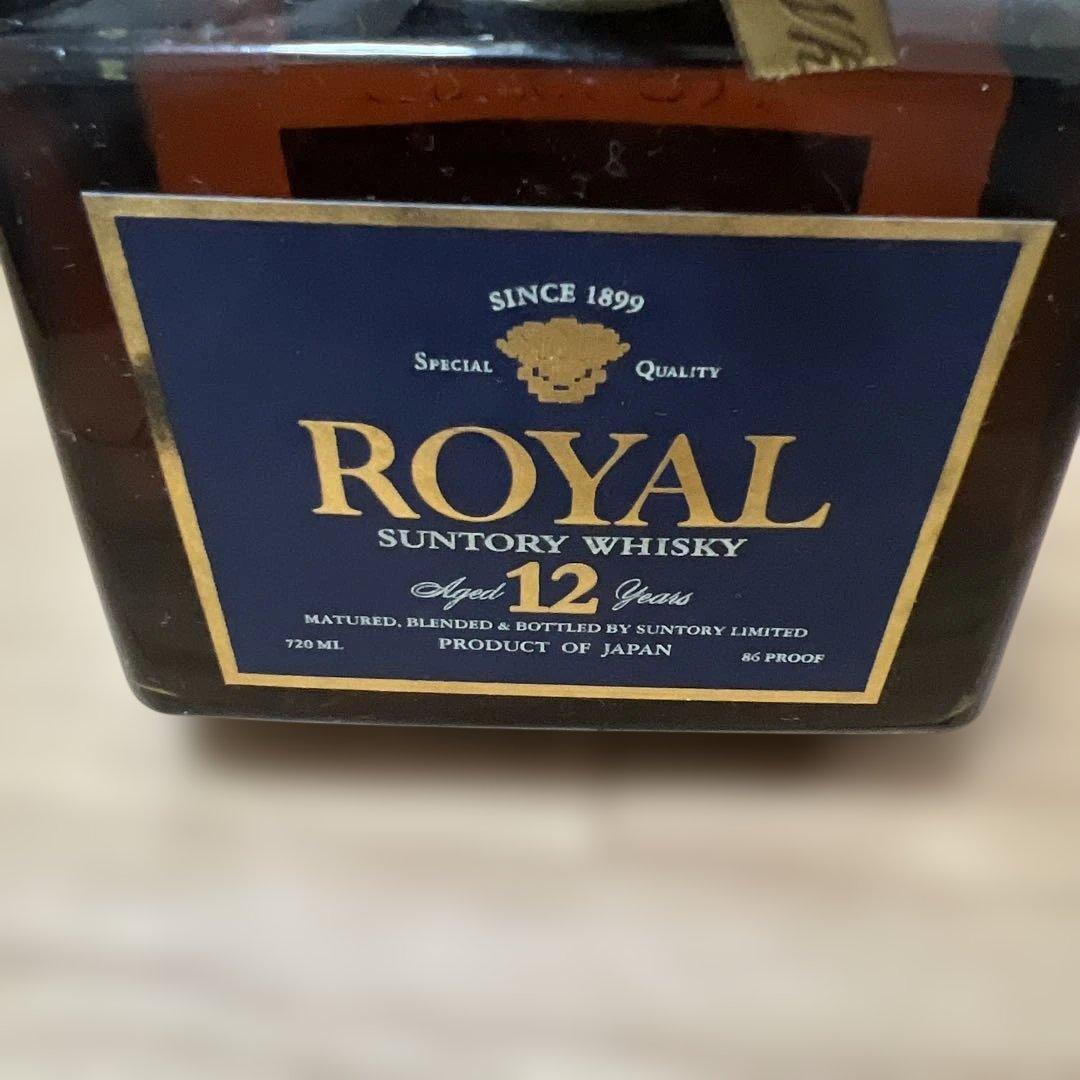 Wh
SINCE 1899
SPECIAL QUALITY
ROYAL
SUNTORY WHISKY
Aged 12 Years
MATURED, BLENDED & BOTTLED BY SUNTORY LIMITED
720 ML PRODUCT OF JAPAN 86 PROOF